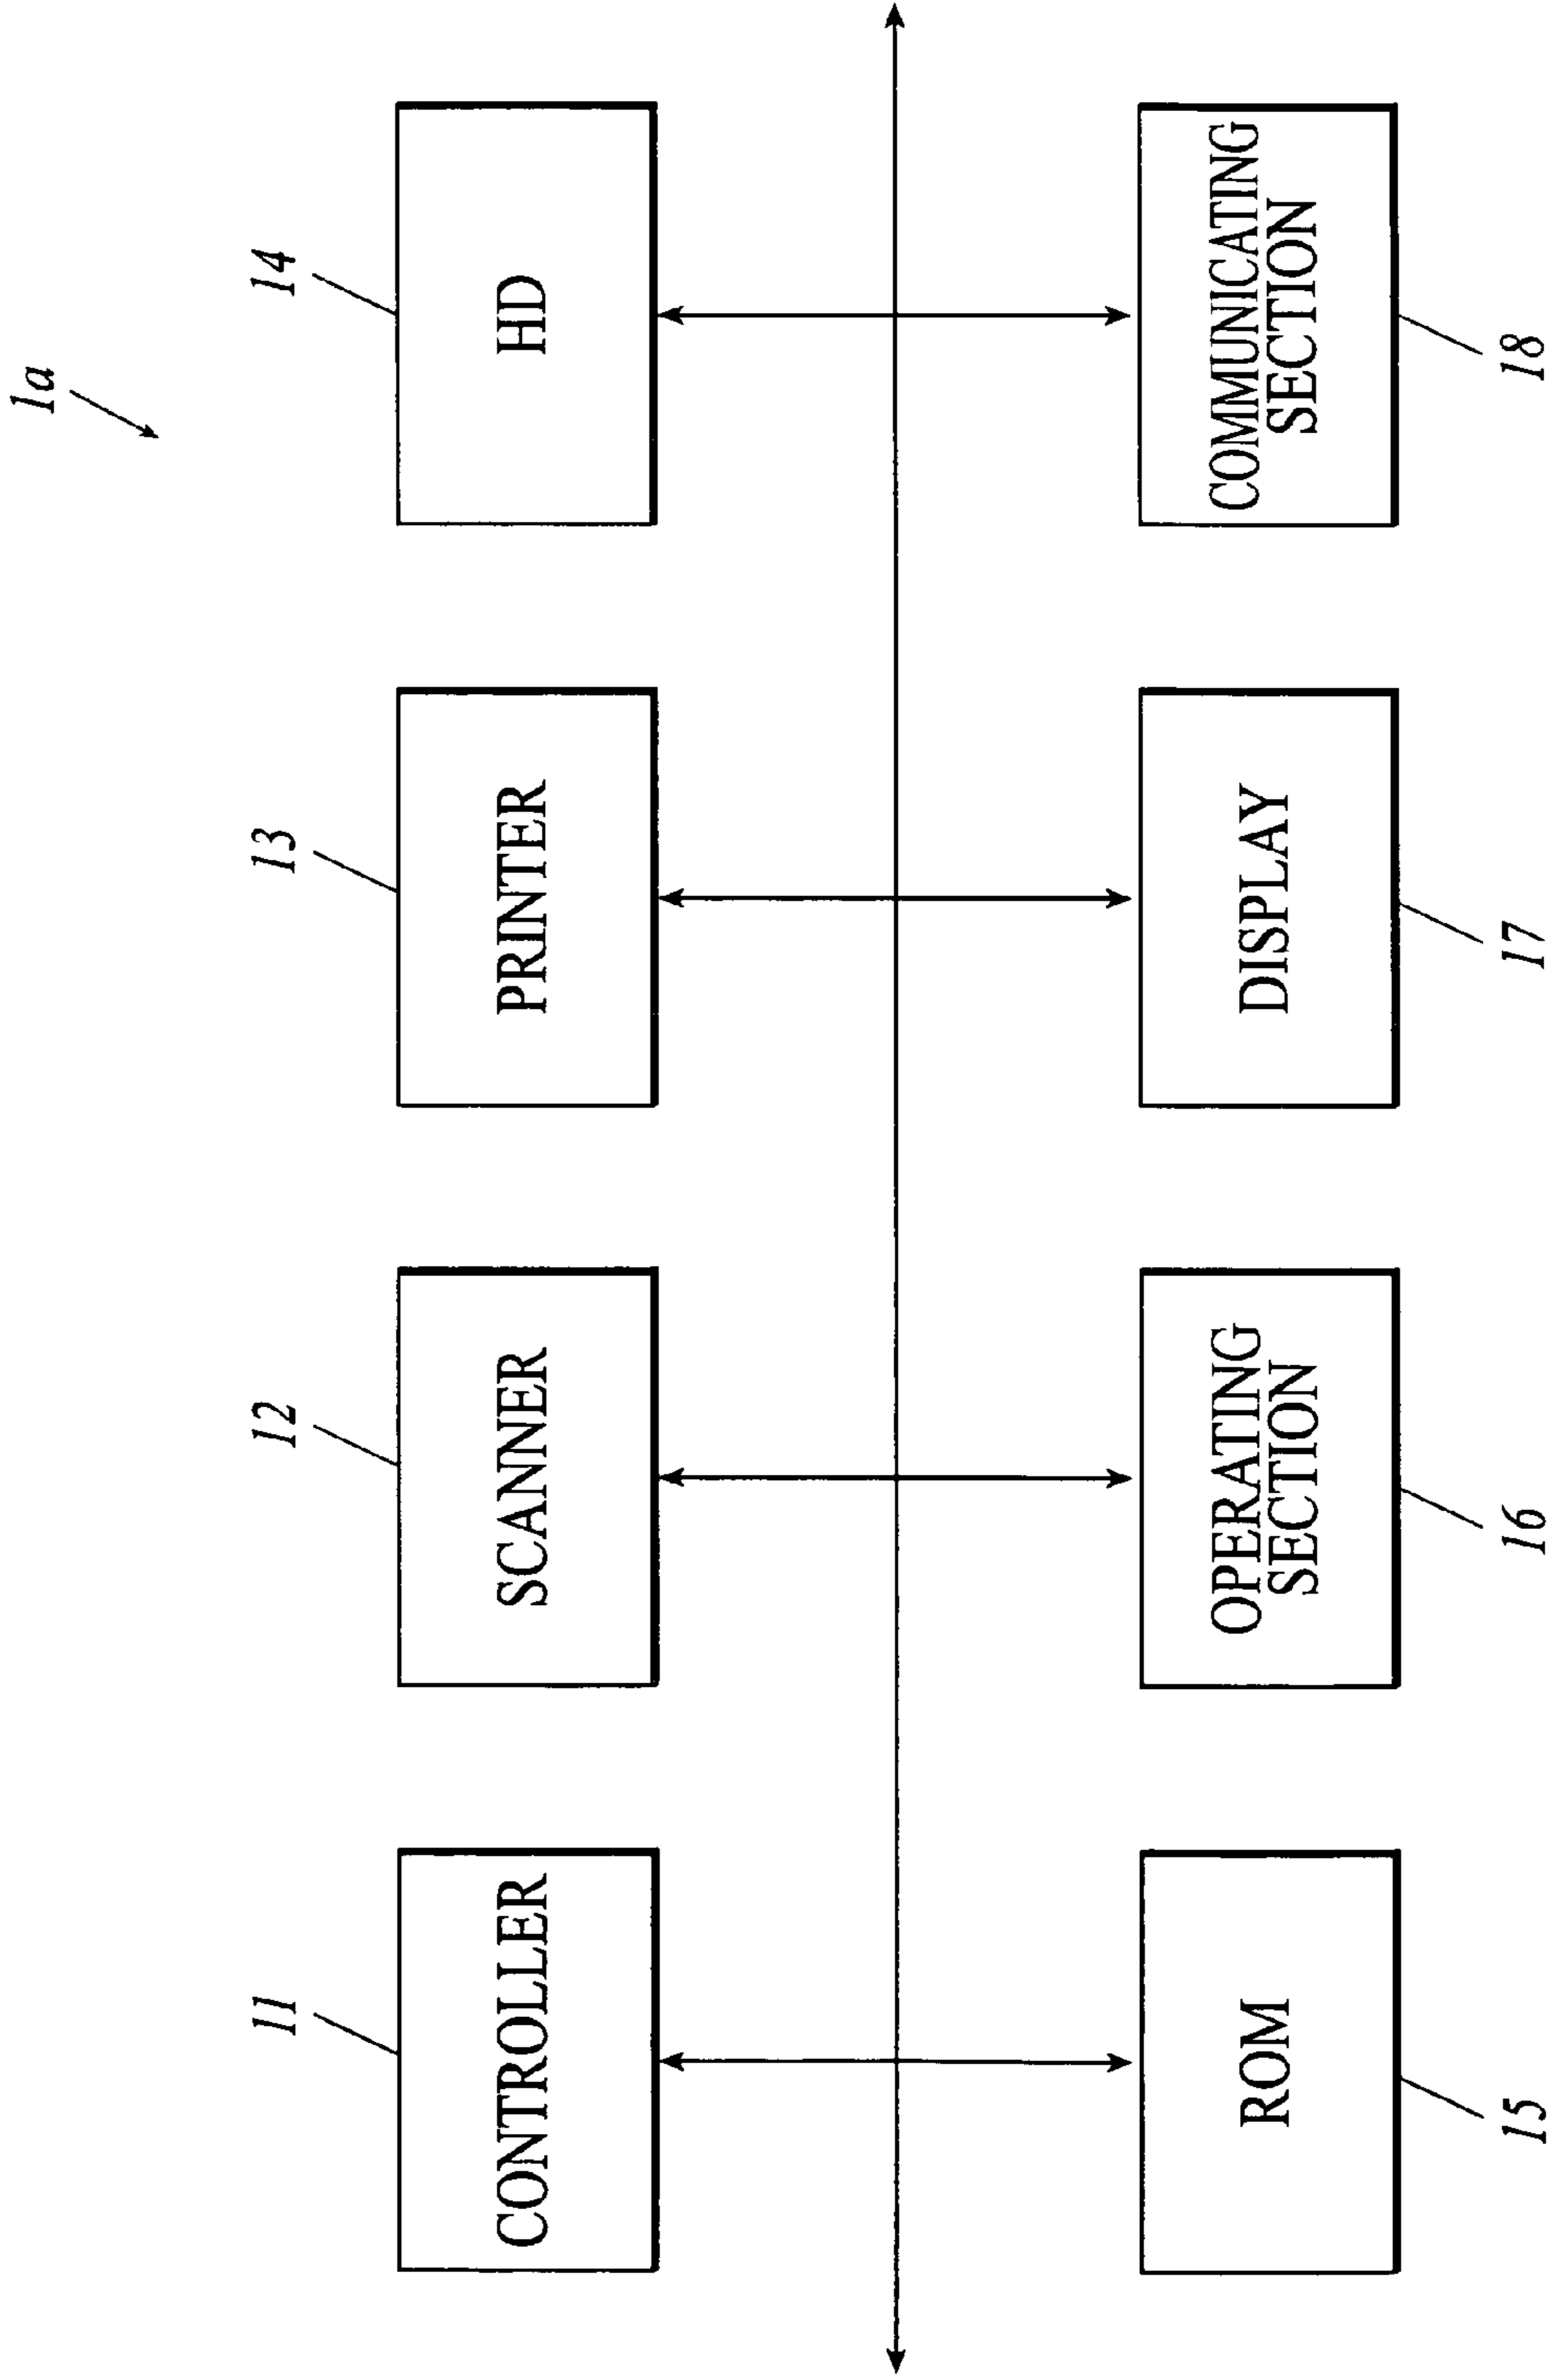 1a
11
12
13
14
CONTROLLER
SCANNER
PRINTER
HD
ROM
OPERATING
SECTION
DISPLAY
COMMUNICATING
SECTION
15
16
17
18